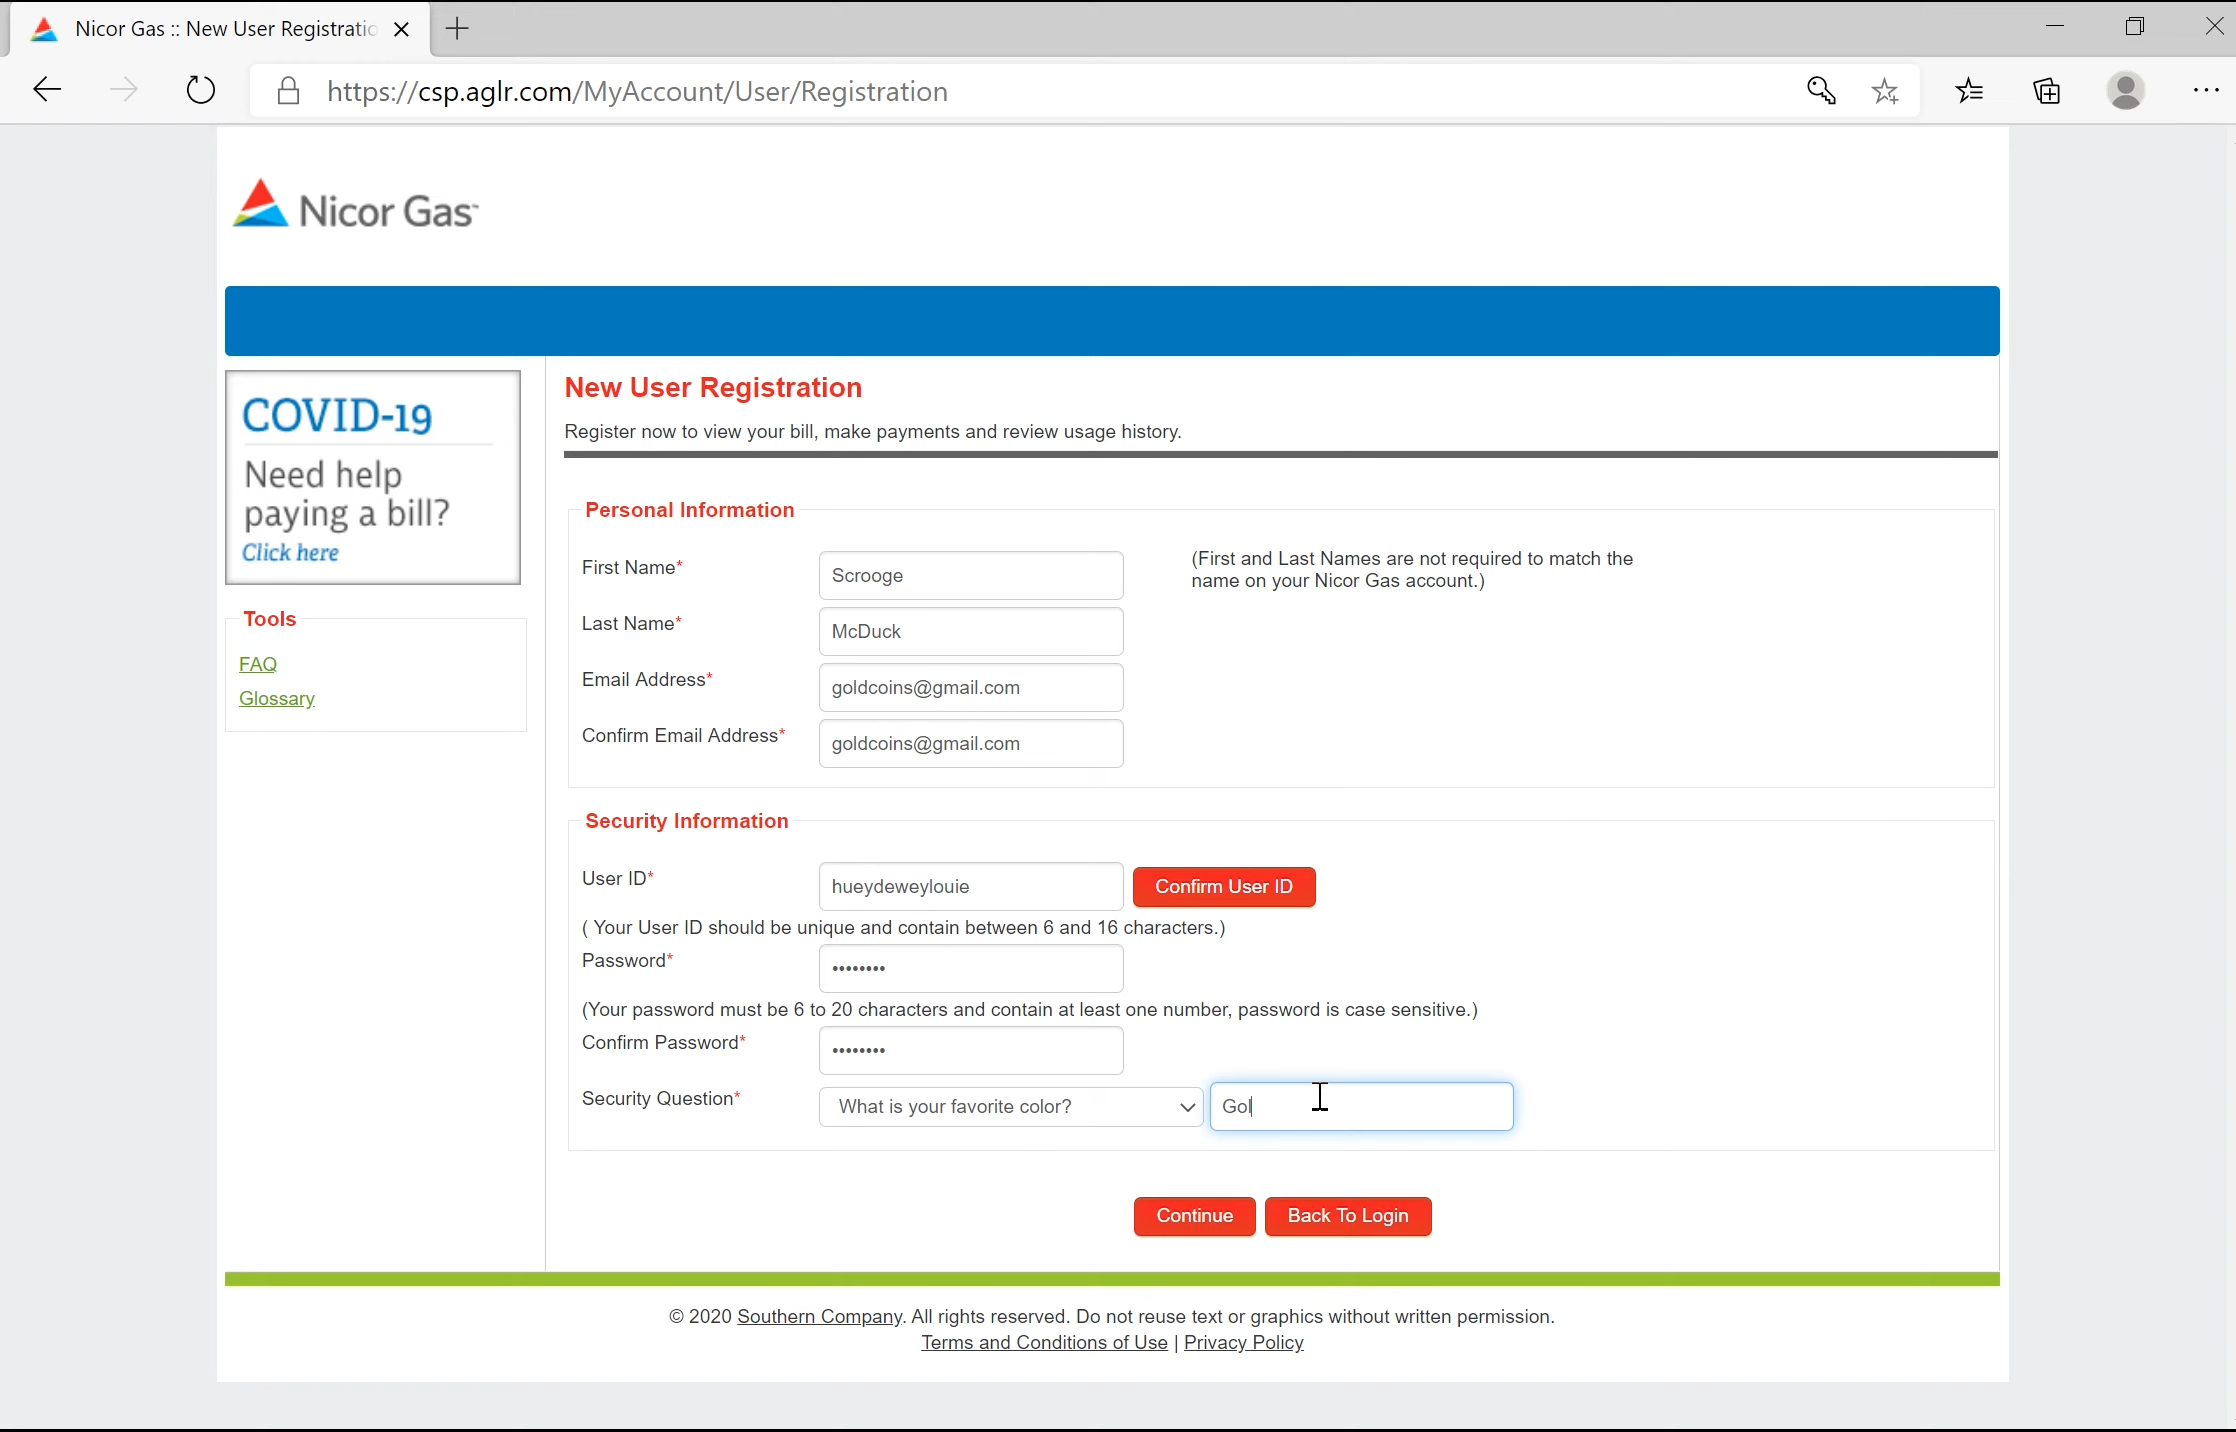 Nicor Gas :: New User Registratio
https://csp.aglr.com/MyAccount/User/Registration
Nicor Gas
COVID-19
Need help
paying a bill?
Click here
Tools
FAQ
Glossary
New User Registration
Register now to view your bill, make payments and review usage history.
Personal Information
First Name* Scrooge
(First and Last Names are not required to match the
name on your Nicor Gas account.)
Last Name* McDuck
Email Address* goldcoins@gmail.com
Confirm Email Address* goldcoins@gmail.com
Security Information
User ID* hueydeweylouie Confirm User ID
( Your User ID should be unique and contain between 6 and 16 characters.)
Password* ••••••••
(Your password must be 6 to 20 characters and contain at least one number, password is case sensitive.)
Confirm Password* ••••••••
Security Question* What is your favorite color? Gol
Continue Back To Login
© 2020 Southern Company. All rights reserved. Do not reuse text or graphics without written permission.
Terms and Conditions of Use | Privacy Policy